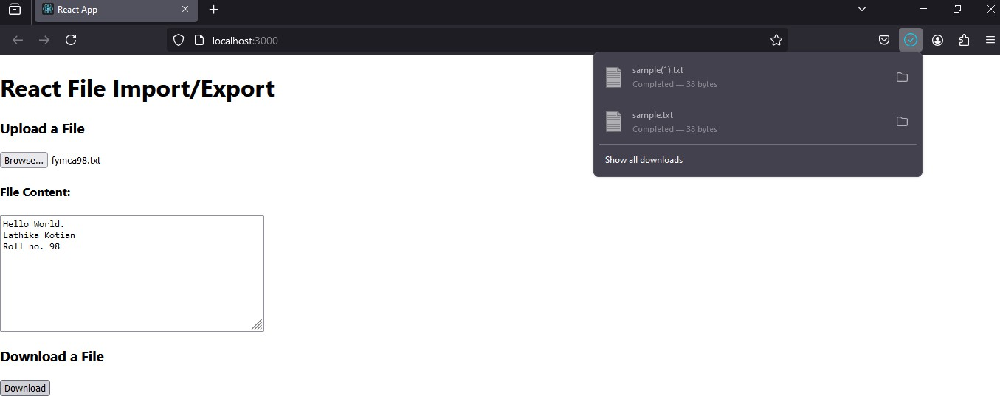 React App
localhost:3000
sample(1).txt
Completed — 38 bytes
sample.txt
Completed — 38 bytes
Show all downloads
React File Import/Export
Upload a File
Browse... fymca98.txt
File Content:
Hello World.
Lathika Kotian
Roll no. 98
Download a File
Download